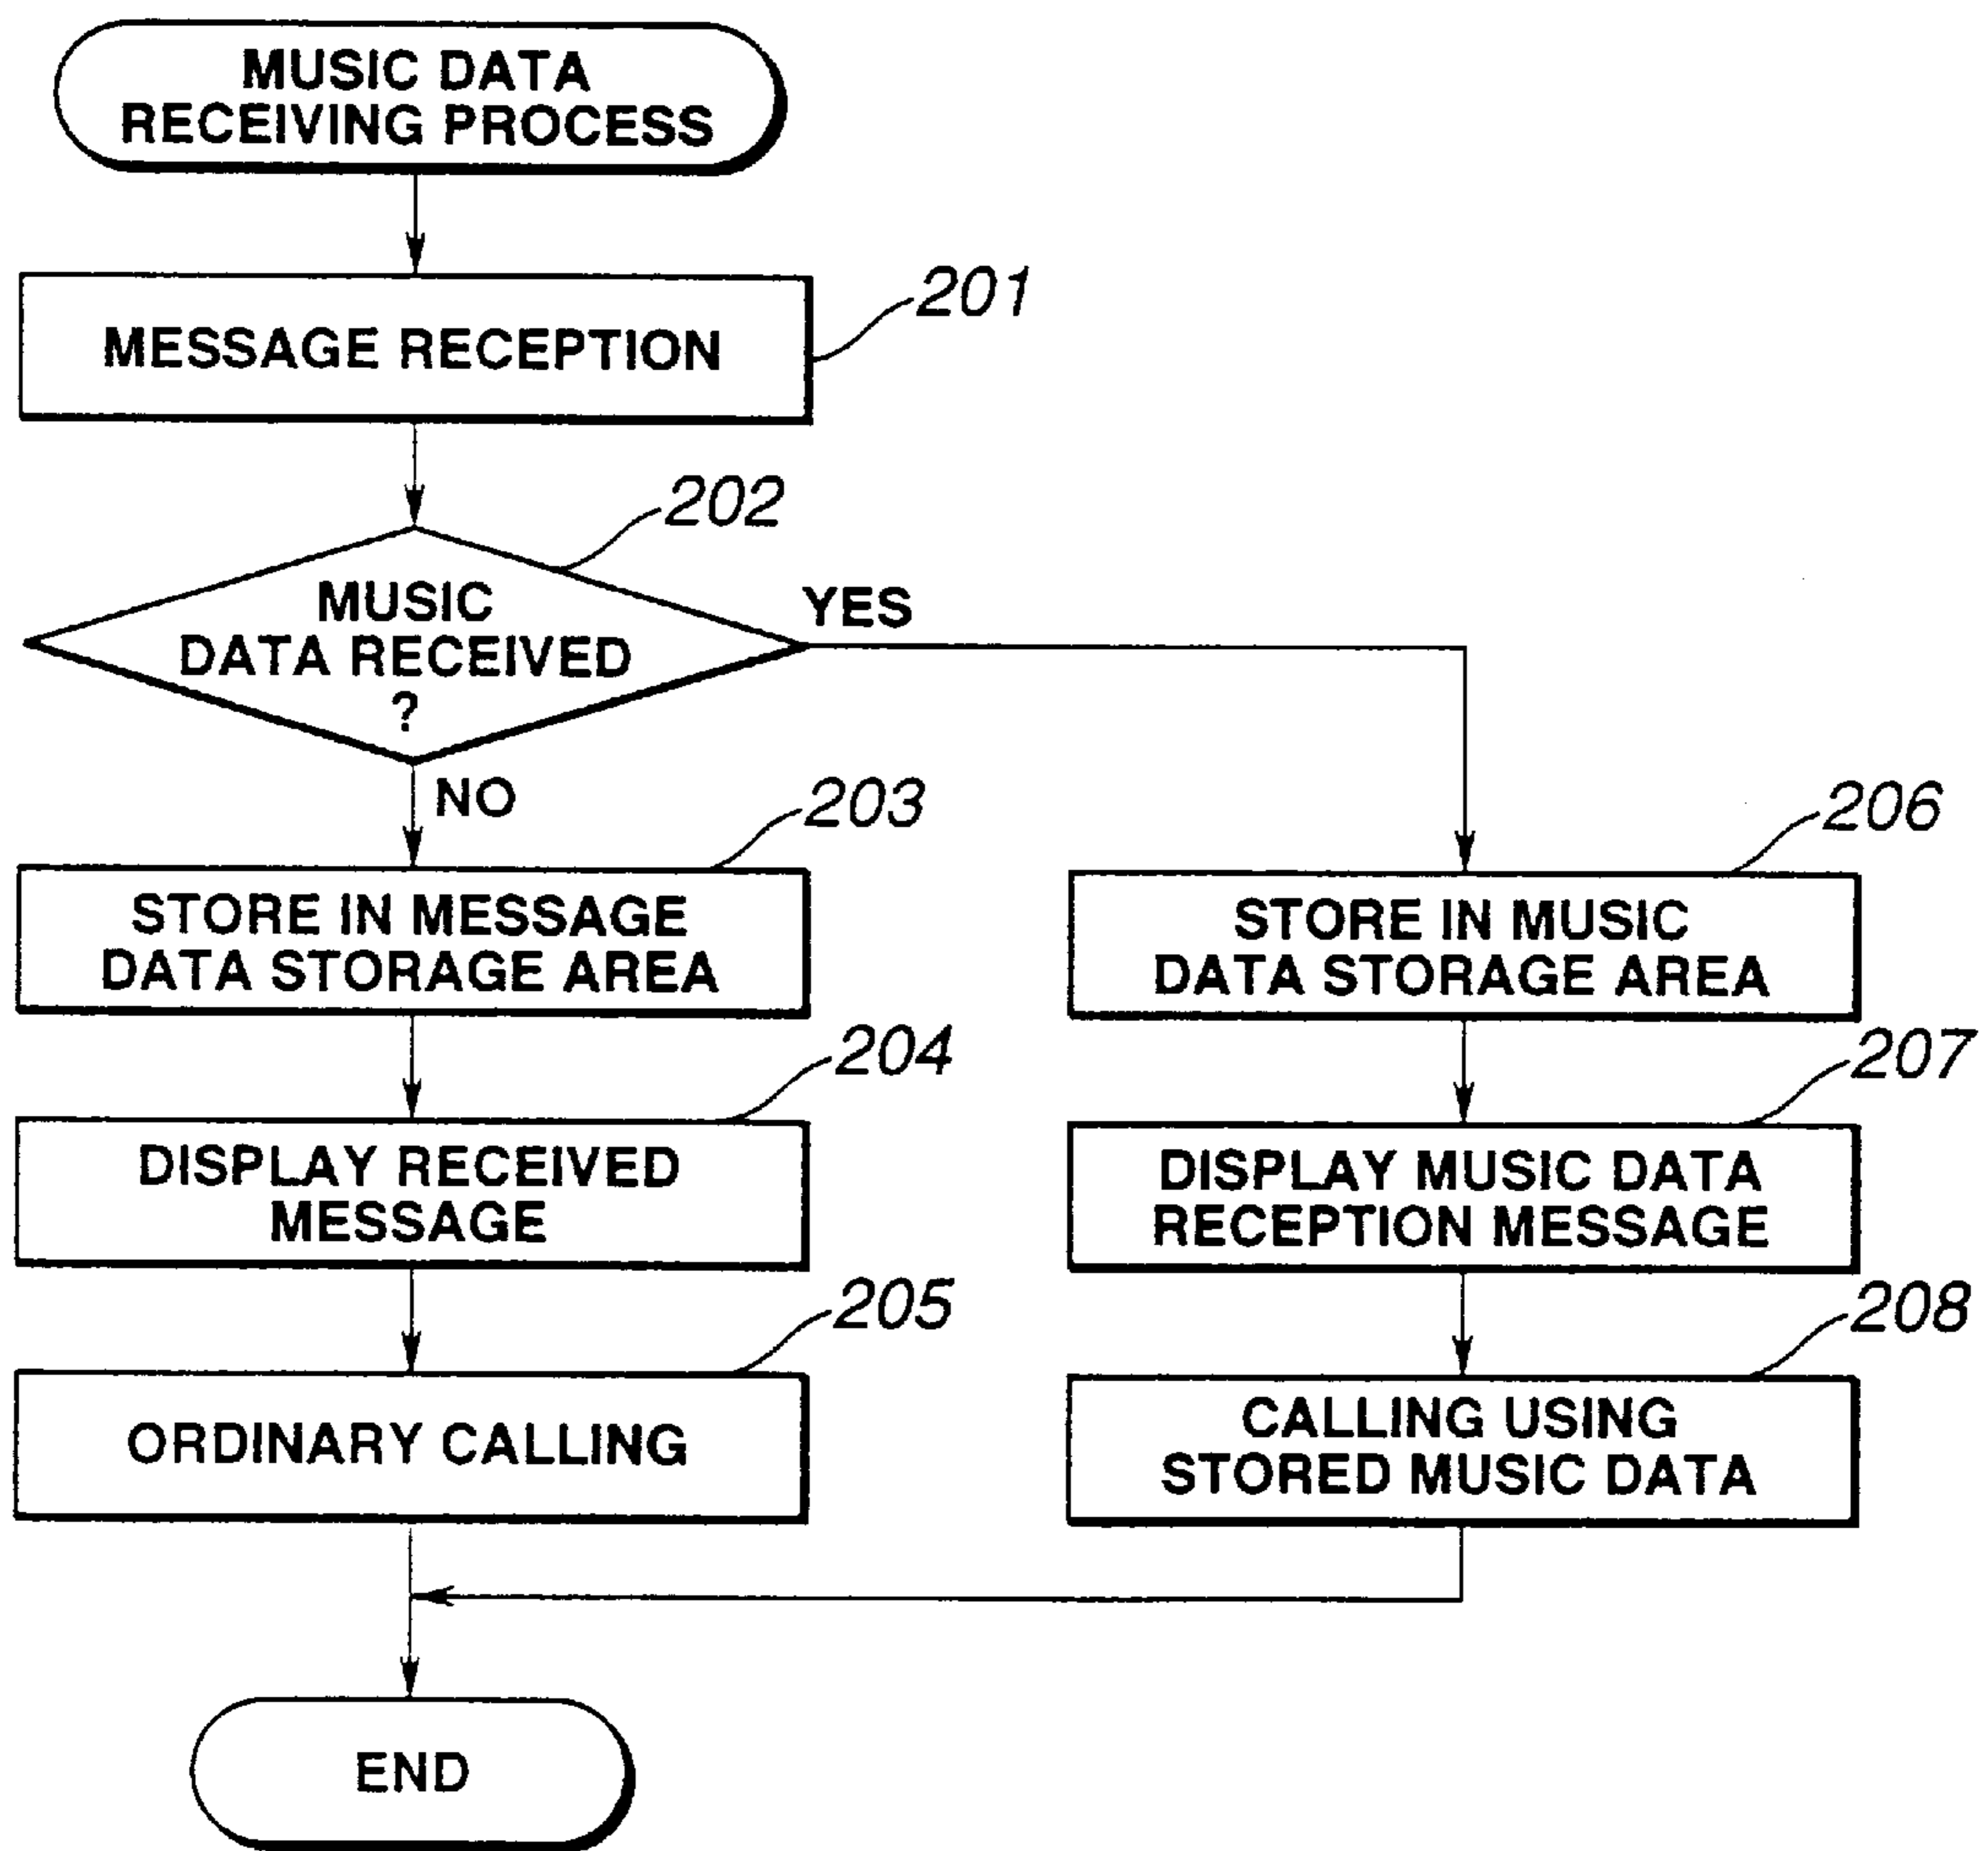 MUSIC DATA
RECEIVING PROCESS
201
MESSAGE RECEPTION
202
MUSIC
DATA RECEIVED
?
YES
NO
203
STORE IN MESSAGE
DATA STORAGE AREA
204
DISPLAY RECEIVED
MESSAGE
205
ORDINARY CALLING
206
STORE IN MUSIC
DATA STORAGE AREA
207
DISPLAY MUSIC DATA
RECEPTION MESSAGE
208
CALLING USING
STORED MUSIC DATA
END